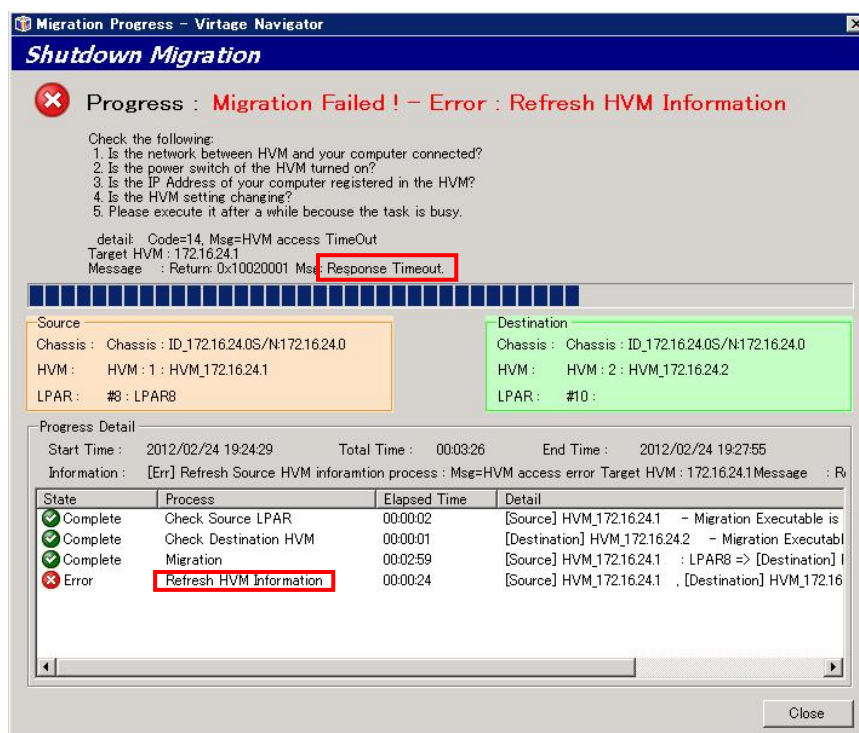 Migration Progress - Virtage Navigator
Shutdown Migration
Progress : Migration Failed ! - Error : Refresh HVM Information
Check the following:
1. Is the network between HVM and your computer connected?
2. Is the power switch of the HVM turned on?
3. Is the IP Address of your computer registered in the HVM?
4. Is the HVM setting changing?
5. Please execute it after a while becouse the task is busy.
detail: Code=14, Msg=HVM access TimeOut
Target HVM : 172.16.24.1
Message : Return: 0x10020001 Msg: Response Timeout.
Source
Chassis : Chassis : ID_172.16.24.0S/N:172.16.24.0
HVM : HVM : 1 : HVM_172.16.24.1
LPAR : #8 : LPAR8
Destination
Chassis : Chassis : ID_172.16.24.0S/N:172.16.24.0
HVM : HVM : 2 : HVM_172.16.24.2
LPAR : #10 :
Progress Detail
Start Time : 2012/02/24 19:24:29 Total Time : 00:03:26 End Time : 2012/02/24 19:27:55
Information : [Err] Refresh Source HVM inforamtion process : Msg=HVM access error Target HVM : 172.16.24.1Message : R
State Process Elapsed Time Detail
Complete Check Source LPAR 00:00:02 [Source] HVM_172.16.24.1 - Migration Executable is
Complete Check Destination HVM 00:00:01 [Destination] HVM_172.16.24.2 - Migration Executabl
Complete Migration 00:02:59 [Source] HVM_172.16.24.1 : LPAR8 => [Destination]
Error Refresh HVM Information 00:00:24 [Source] HVM_172.16.24.1 , [Destination] HVM_172.16
Close